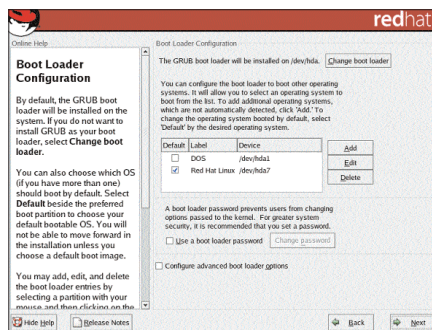 redhat
Online Help
Boot Loader
Configuration
By default, the GRUB boot
loader will be installed on the
system. If you do not want to
install GRUB as your boot
loader, select Change boot
loader.
You can also choose which OS
(if you have more than one)
should boot by default. Select
Default beside the preferred
boot partition to choose your
default bootable OS. You will
not be able to move forward in
the installation unless you
choose a default boot image.
You may add, edit, and delete
the boot loader entries by
selecting a partition with your
mouse and then clicking on the
Boot Loader Configuration
The GRUB boot loader will be installed on /dev/hda.
Change boot loader
You can configure the boot loader to boot other operating
systems. It will allow you to select an operating system to
boot from the list. To add additional operating systems,
which are not automatically detected, click 'Add.' To
change the operating system booted by default, select
'Default' by the desired operating system.
Default Label Device
DOS /dev/hda1
Red Hat Linux /dev/hda7
Add
Edit
Delete
A boot loader password prevents users from changing
options passed to the kernel. For greater system
security, it is recommended that you set a password.
Use a boot loader password
Change password
Configure advanced boot loader options
Hide Help
Release Notes
Back
Next